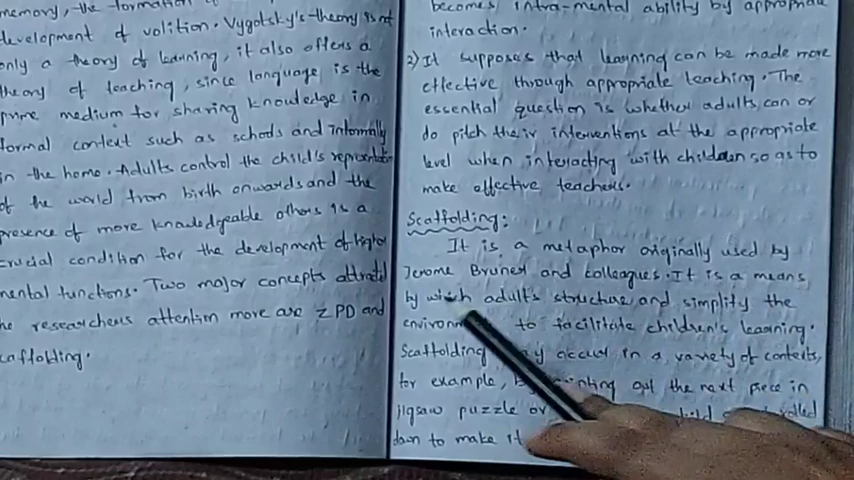 memory, the formation of
development of volition. Vygotsky's theory is not
only a theory of learning, it also offers a
theory of teaching, since language is the
prime medium for sharing knowledge in
formal context such as schools and informally
in the home. Adults control the child's representation
of the world from birth onwards and the
presence of more knowledgeable others is a
crucial condition for the development of higher
mental functions. Two major concepts attracted
he researchers attention more are ZPD and
caffolding.
becomes intra-mental ability by appropriate
interaction.
2) It supposes that learning can be made more
effective through appropriate teaching. The
essential question is whether adults can or
do pitch their interventions at the appropriate
level when interacting with children so as to
make effective teachers.
Scaffolding:
It is a metaphor originally used by
Jerome Bruner and colleagues. It is a means
by which adults structure and simplify the
to facilitate children's learning.
Scaffolding occur in a variety of contexts,
for example, out the next piece in
jigsaw puzzle or
down to make it